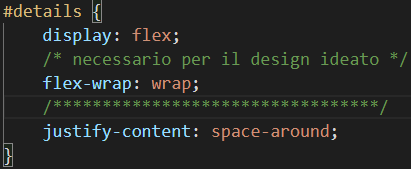 #details {
display: flex;
/* necessario per il design ideato */
flex-wrap: wrap;
/*********************************/
justify-content: space-around;
}